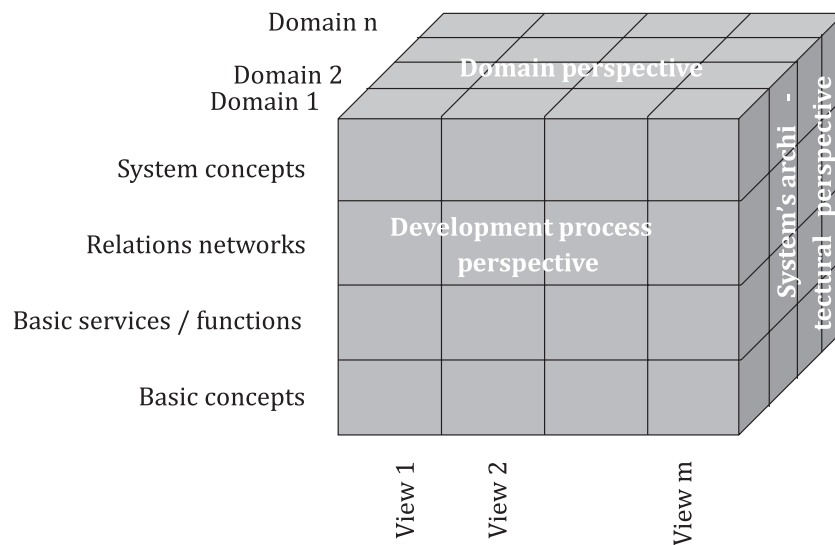 Domain n
Domain 2
Domain 1
Domain perspective
System concepts
Relations networks
Basic services / functions
Basic concepts
Development process
perspective
System's archi -
tectural perspective
View 1
View 2
View m